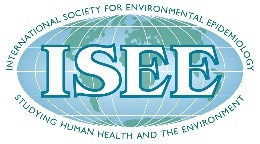 INTERNATIONAL SOCIETY FOR ENVIRONMENTAL EPIDEMIOLOGY
ISEE
STUDYING HUMAN HEALTH AND THE ENVIRONMENT